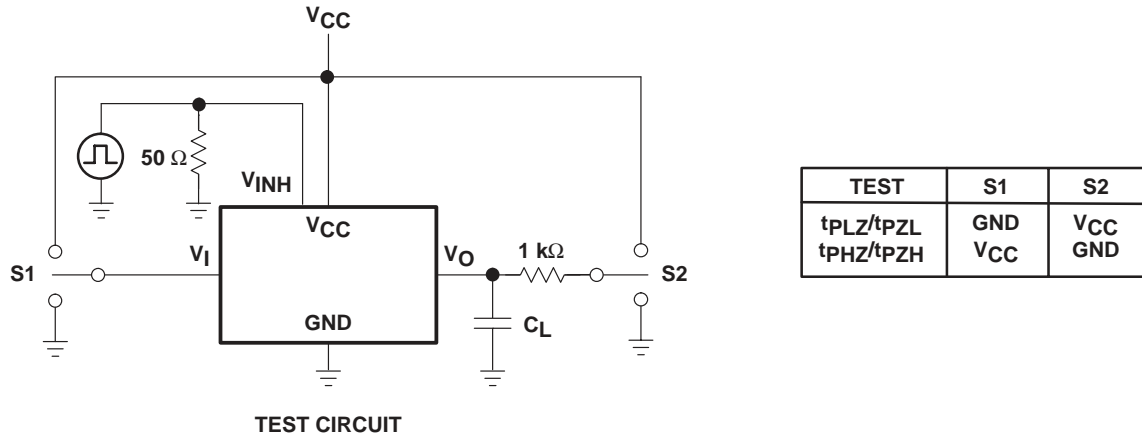 VCC
50 Ω
VINH
VCC
VI
VO
1 kΩ
S1
S2
GND
CL
TEST CIRCUIT
TEST S1 S2
tPLZ/tPZL GND VCC
tPHZ/tPZH VCC GND